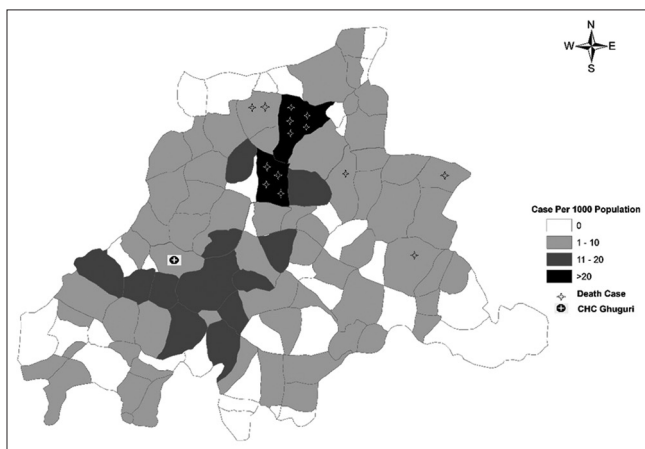 N
W E
S
Case Per 1000 Population
0
1 - 10
11 - 20
>20
Death Case
CHC Ghuguri